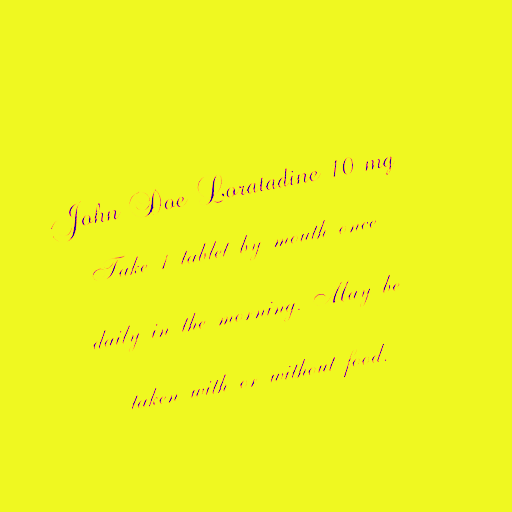 John Doe Loratadine 10 mg
Take 1 tablet by mouth once
daily in the morning. May be
taken with or without food.